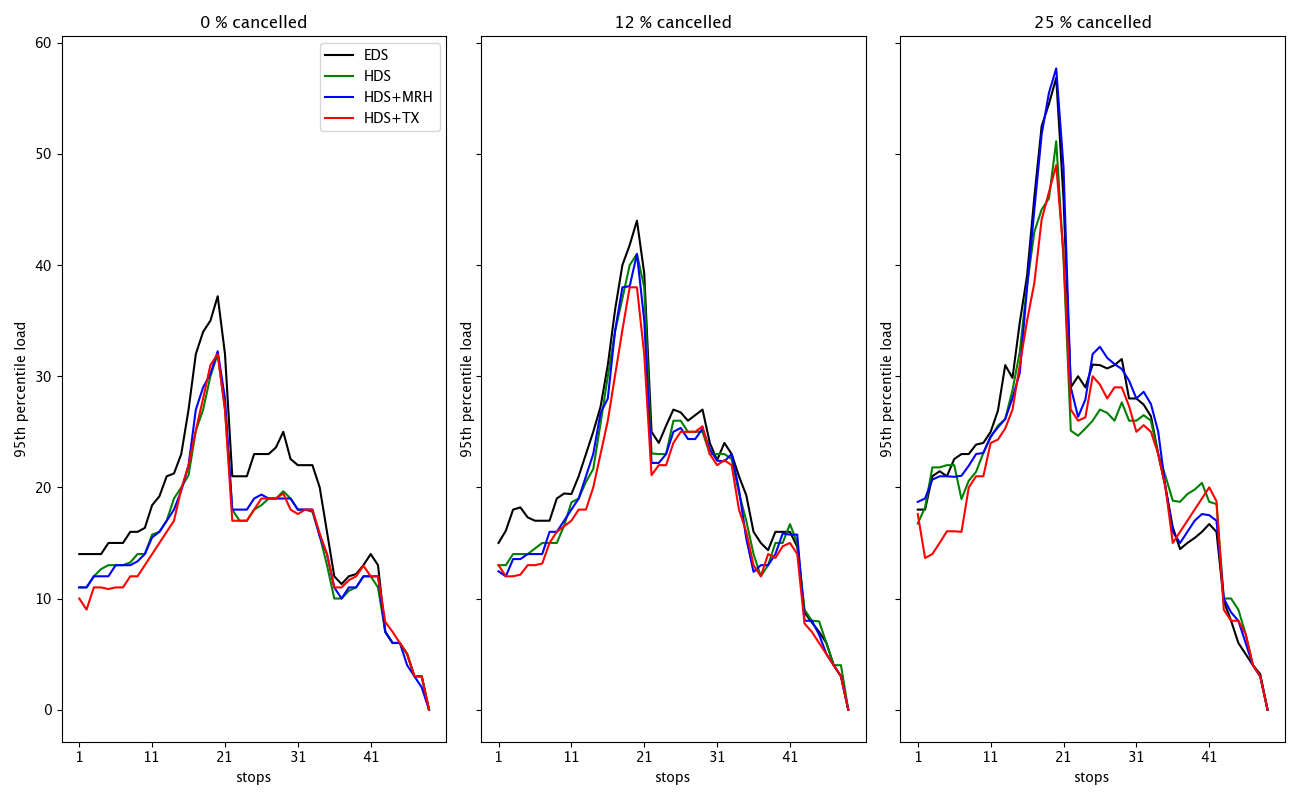 0 % cancelled
12 % cancelled
25 % cancelled
EDS
HDS
HDS+MRH
HDS+TX
95th percentile load
60
50
40
30
20
10
0
1 11 21 31 41
stops
95th percentile load
1 11 21 31 41
stops
95th percentile load
1 11 21 31 41
stops